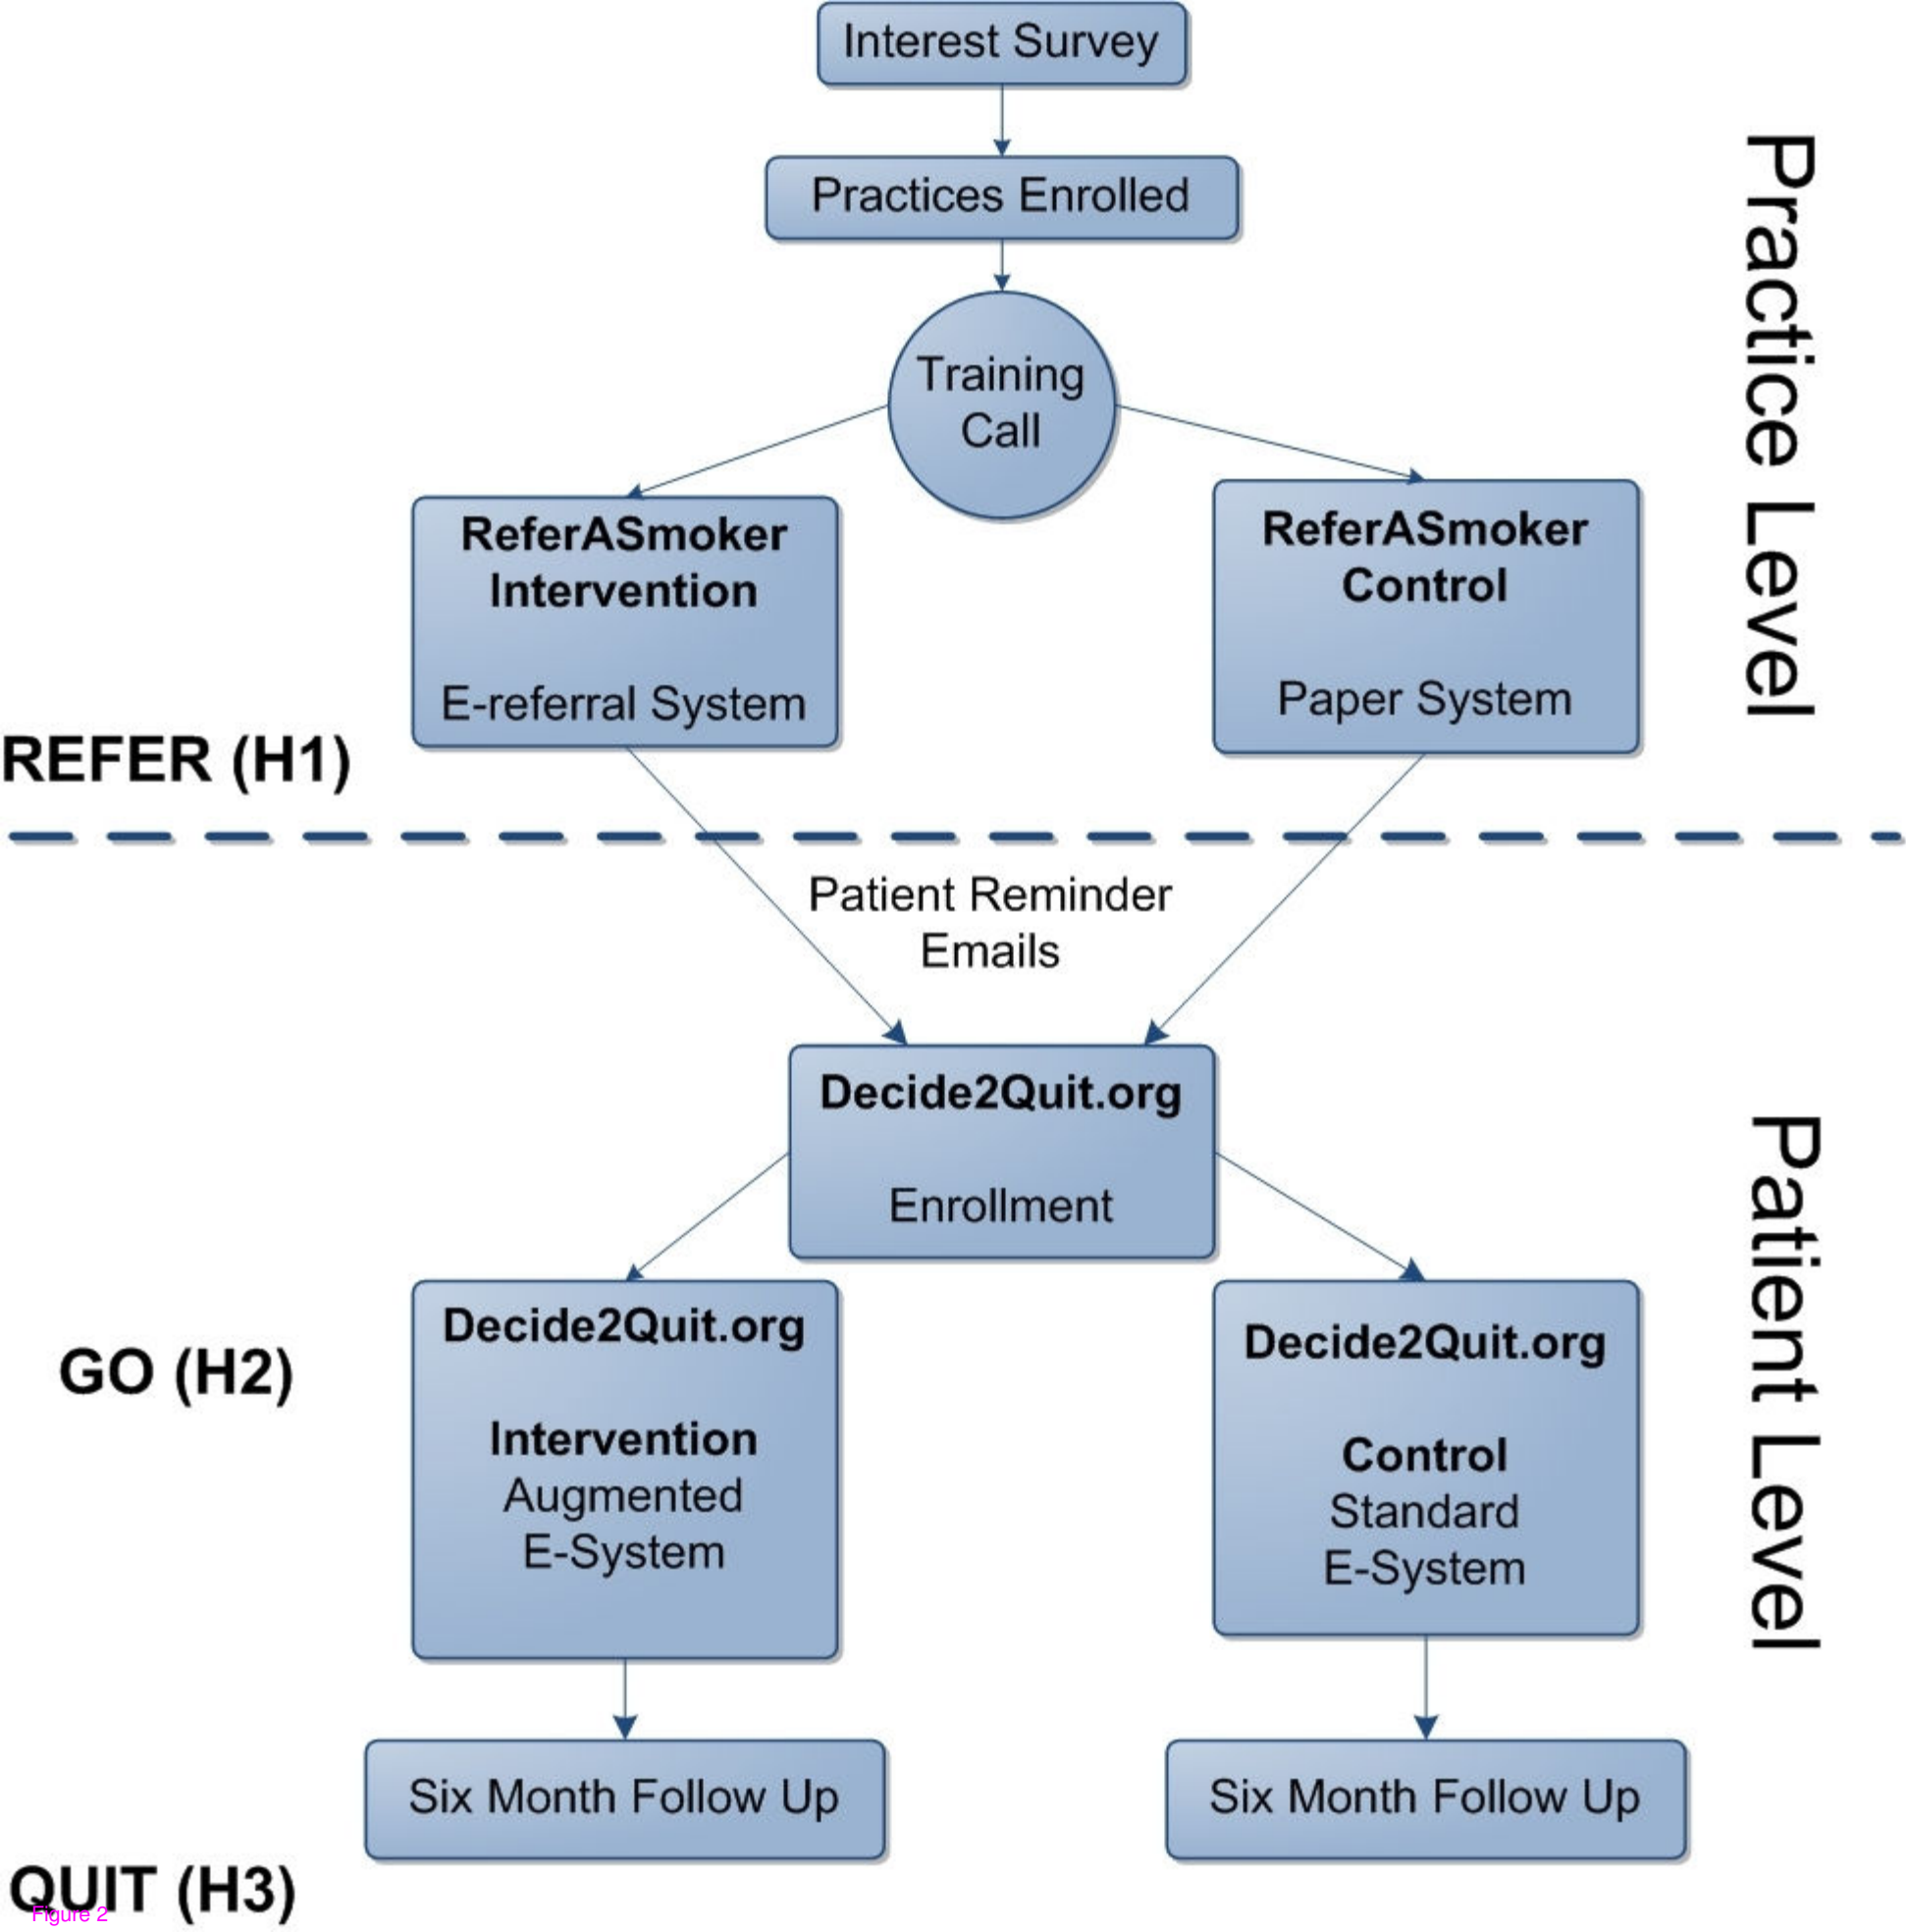 Interest Survey
Practices Enrolled
Training
Call
ReferASmoker
Intervention
E-referral System
ReferASmoker
Control
Paper System
Practice Level
REFER (H1)
Patient Reminder
Emails
Decide2Quit.org
Enrollment
GO (H2)
Decide2Quit.org
Intervention
Augmented
E-System
Decide2Quit.org
Control
Standard
E-System
Patient Level
Six Month Follow Up
Six Month Follow Up
QUIT (H3)
Figure 2